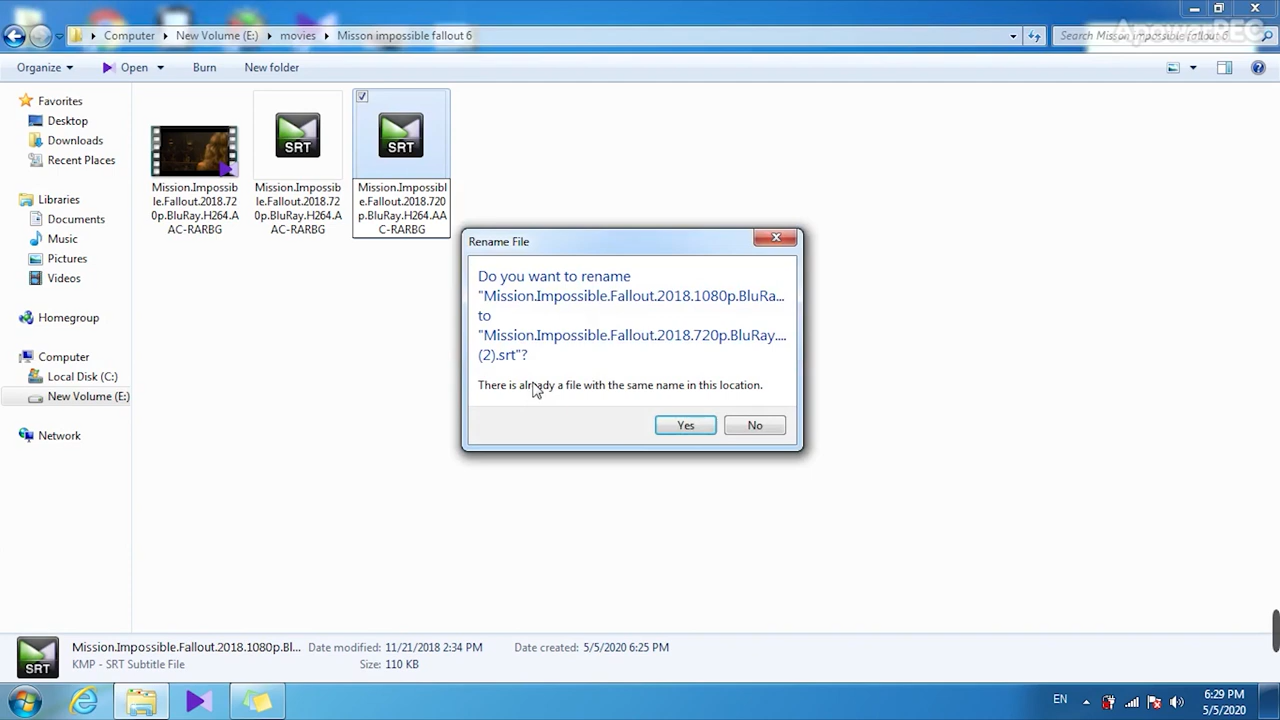 ApowerREC
Computer
New Volume (E:)
movies
Misson impossible fallout 6
Search Misson impossible fallout 6
Organize
Open
Burn
New folder
Favorites
Desktop
Downloads
Recent Places
Libraries
Documents
Music
Pictures
Videos
Homegroup
Computer
Local Disk (C:)
New Volume (E:)
Network
Mission.Impossib
le.Fallout.2018.72
0p.BluRay.H264.A
AC-RARBG
SRT
Mission.Impossib
le.Fallout.2018.72
0p.BluRay.H264.A
AC-RARBG
SRT
Mission.Impossibl
e.Fallout.2018.720
p.BluRay.H264.AA
C-RARBG
Rename File
Do you want to rename
"Mission.Impossible.Fallout.2018.1080p.BluRa...
to
"Mission.Impossible.Fallout.2018.720p.BluRay....
(2).srt"?
There is already a file with the same name in this location.
Yes
No
SRT
Mission.Impossible.Fallout.2018.1080p.Bl...
Date modified: 11/21/2018 2:34 PM
Date created: 5/5/2020 6:25 PM
KMP - SRT Subtitle File
Size: 110 KB
EN
6:29 PM
5/5/2020